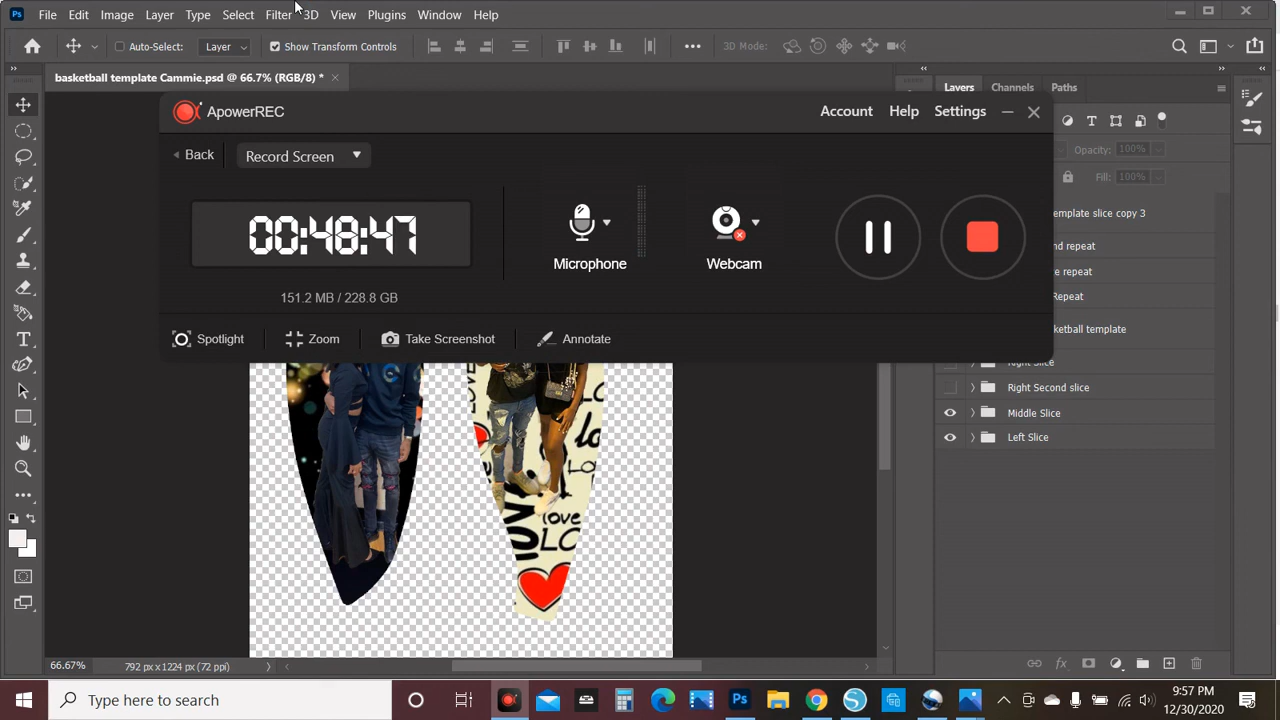 Ps File Edit Image Layer Type Select Filter 3D View Plugins Window Help
Auto-Select: Layer Show Transform Controls 3D Mode:
basketball template Cammie.psd @ 66.7% (RGB/8) *
Layers Channels Paths
ApowerREC Account Help Settings
Opacity: 100%
Back Record Screen
Fill: 100%
00:48:47
template slice copy 3
Microphone Webcam
repeat
repeat
151.2 MB / 228.8 GB
Repeat
Spotlight Zoom Take Screenshot Annotate
template
Right Slice
Right Second slice
Middle Slice
Left Slice
love
66.67% 792 px x 1224 px (72 ppi)
Type here to search
9:57 PM
12/30/2020